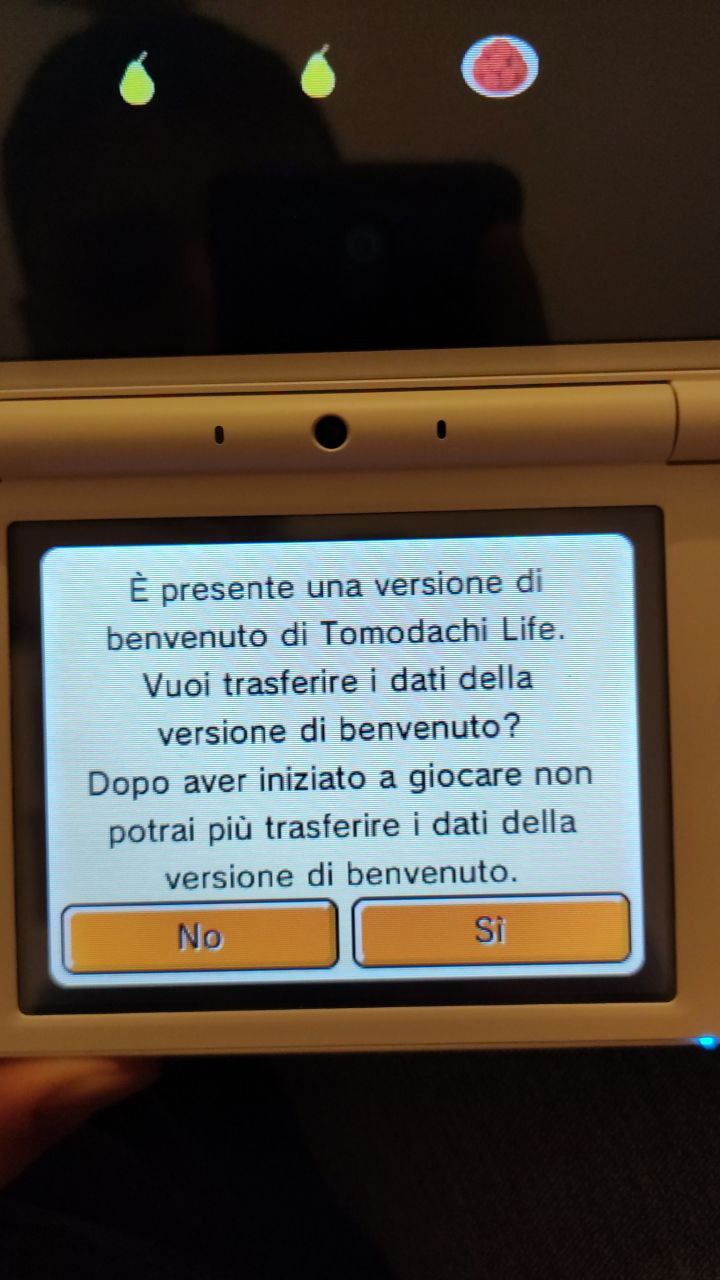 È presente una versione di
benvenuto di Tomodachi Life.
Vuoi trasferire i dati della
versione di benvenuto?
Dopo aver iniziato a giocare non
potrai più trasferire i dati della
versione di benvenuto.
No
Sì